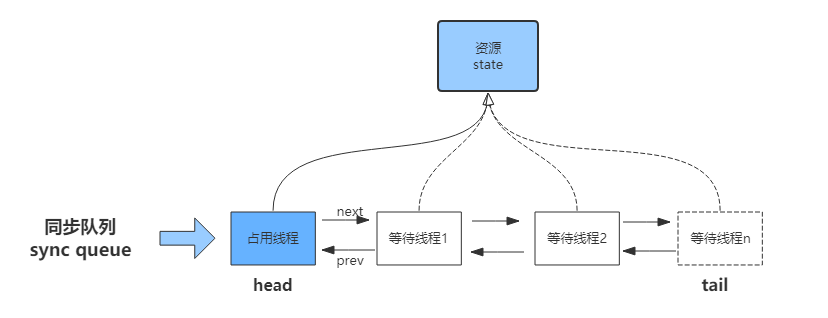 资源
state
next
同步队列
sync queue
占用线程
等待线程1
等待线程2
等待线程n
prev
head
tail